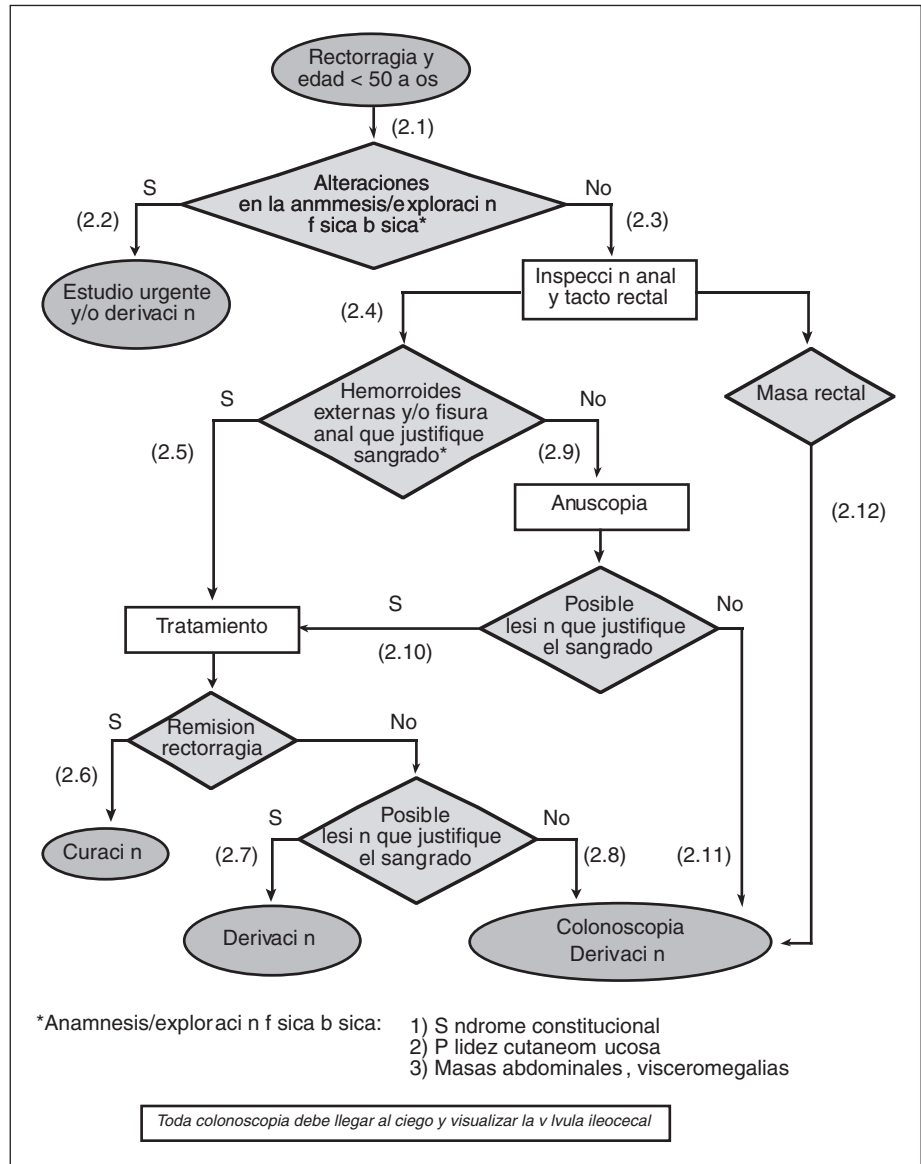 Rectorragia y
edad < 50 a os
(2.1)
Alteraciones
en la anmmesis/exploraci n
f sica b sica*
S
No
(2.2)
(2.3)
Estudio urgente
y/o derivaci n
Inspecci n anal
y tacto rectal
(2.4)
Hemorroides
externas y/o fisura
anal que justifique
sangrado*
S
No
Masa rectal
(2.5)
(2.9)
Anuscopia
(2.12)
Tratamiento
S
Posible
lesi n que justifique
el sangrado
No
(2.10)
S
Remision
rectorragia
No
(2.6)
Curaci n
S
Posible
lesi n que justifique
el sangrado
No
(2.7)
(2.8)
(2.11)
Derivaci n
Colonoscopia
Derivaci n
*Anamnesis/exploraci n f sica b sica:
1) S ndrome constitucional
2) P lidez cutaneom ucosa
3) Masas abdominales, visceromegalias
Toda colonoscopia debe llegar al ciego y visualizar la v lvula ileocecal